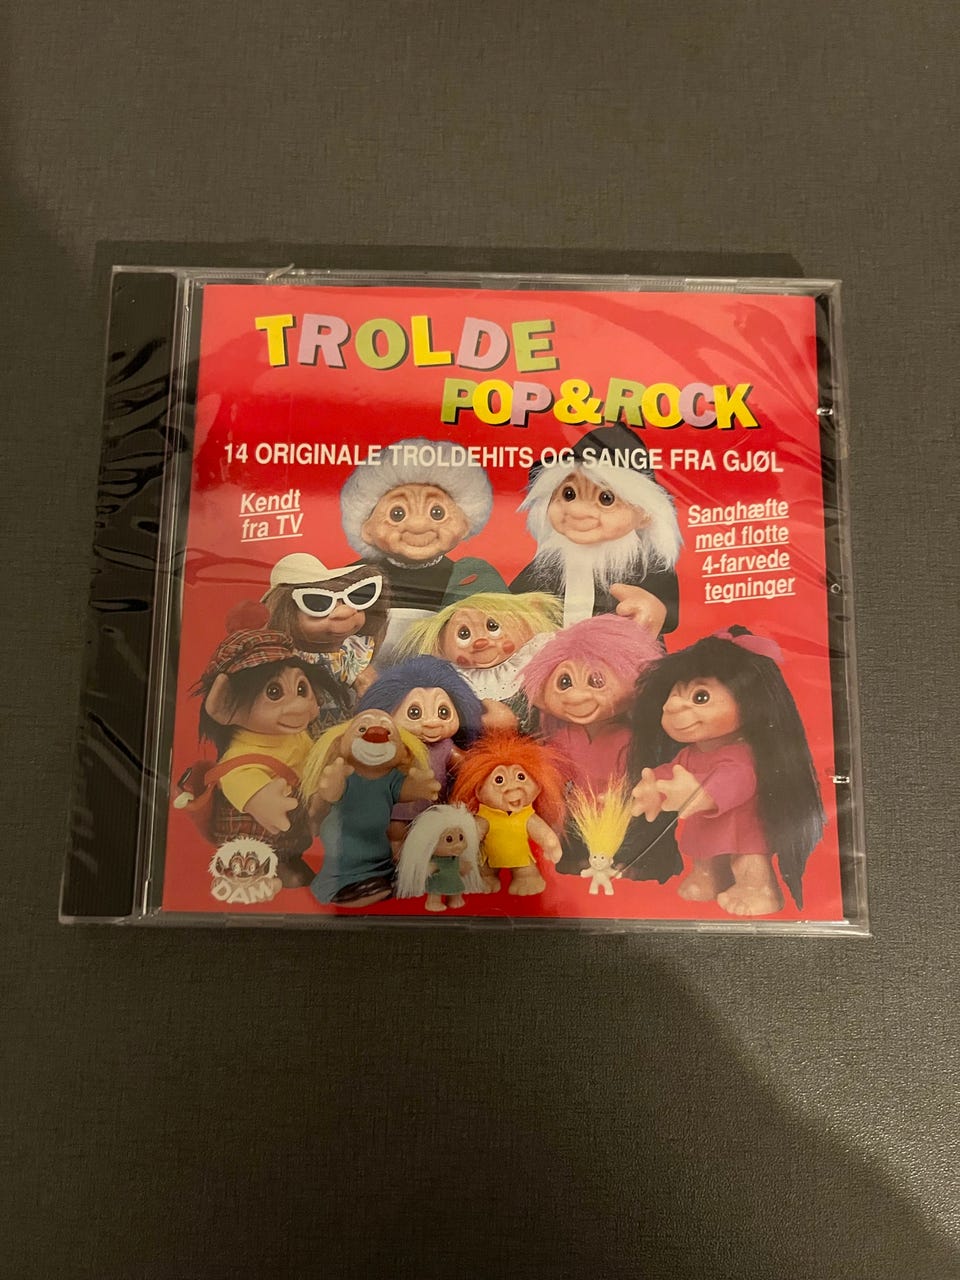 TROLDE
POP & ROCK
14 ORIGINALE TROLDEHITS OG SANGE FRA GJØL
Kendt
fra TV
Sanghæfte
med flotte
4-farvede
tegninger
DAM